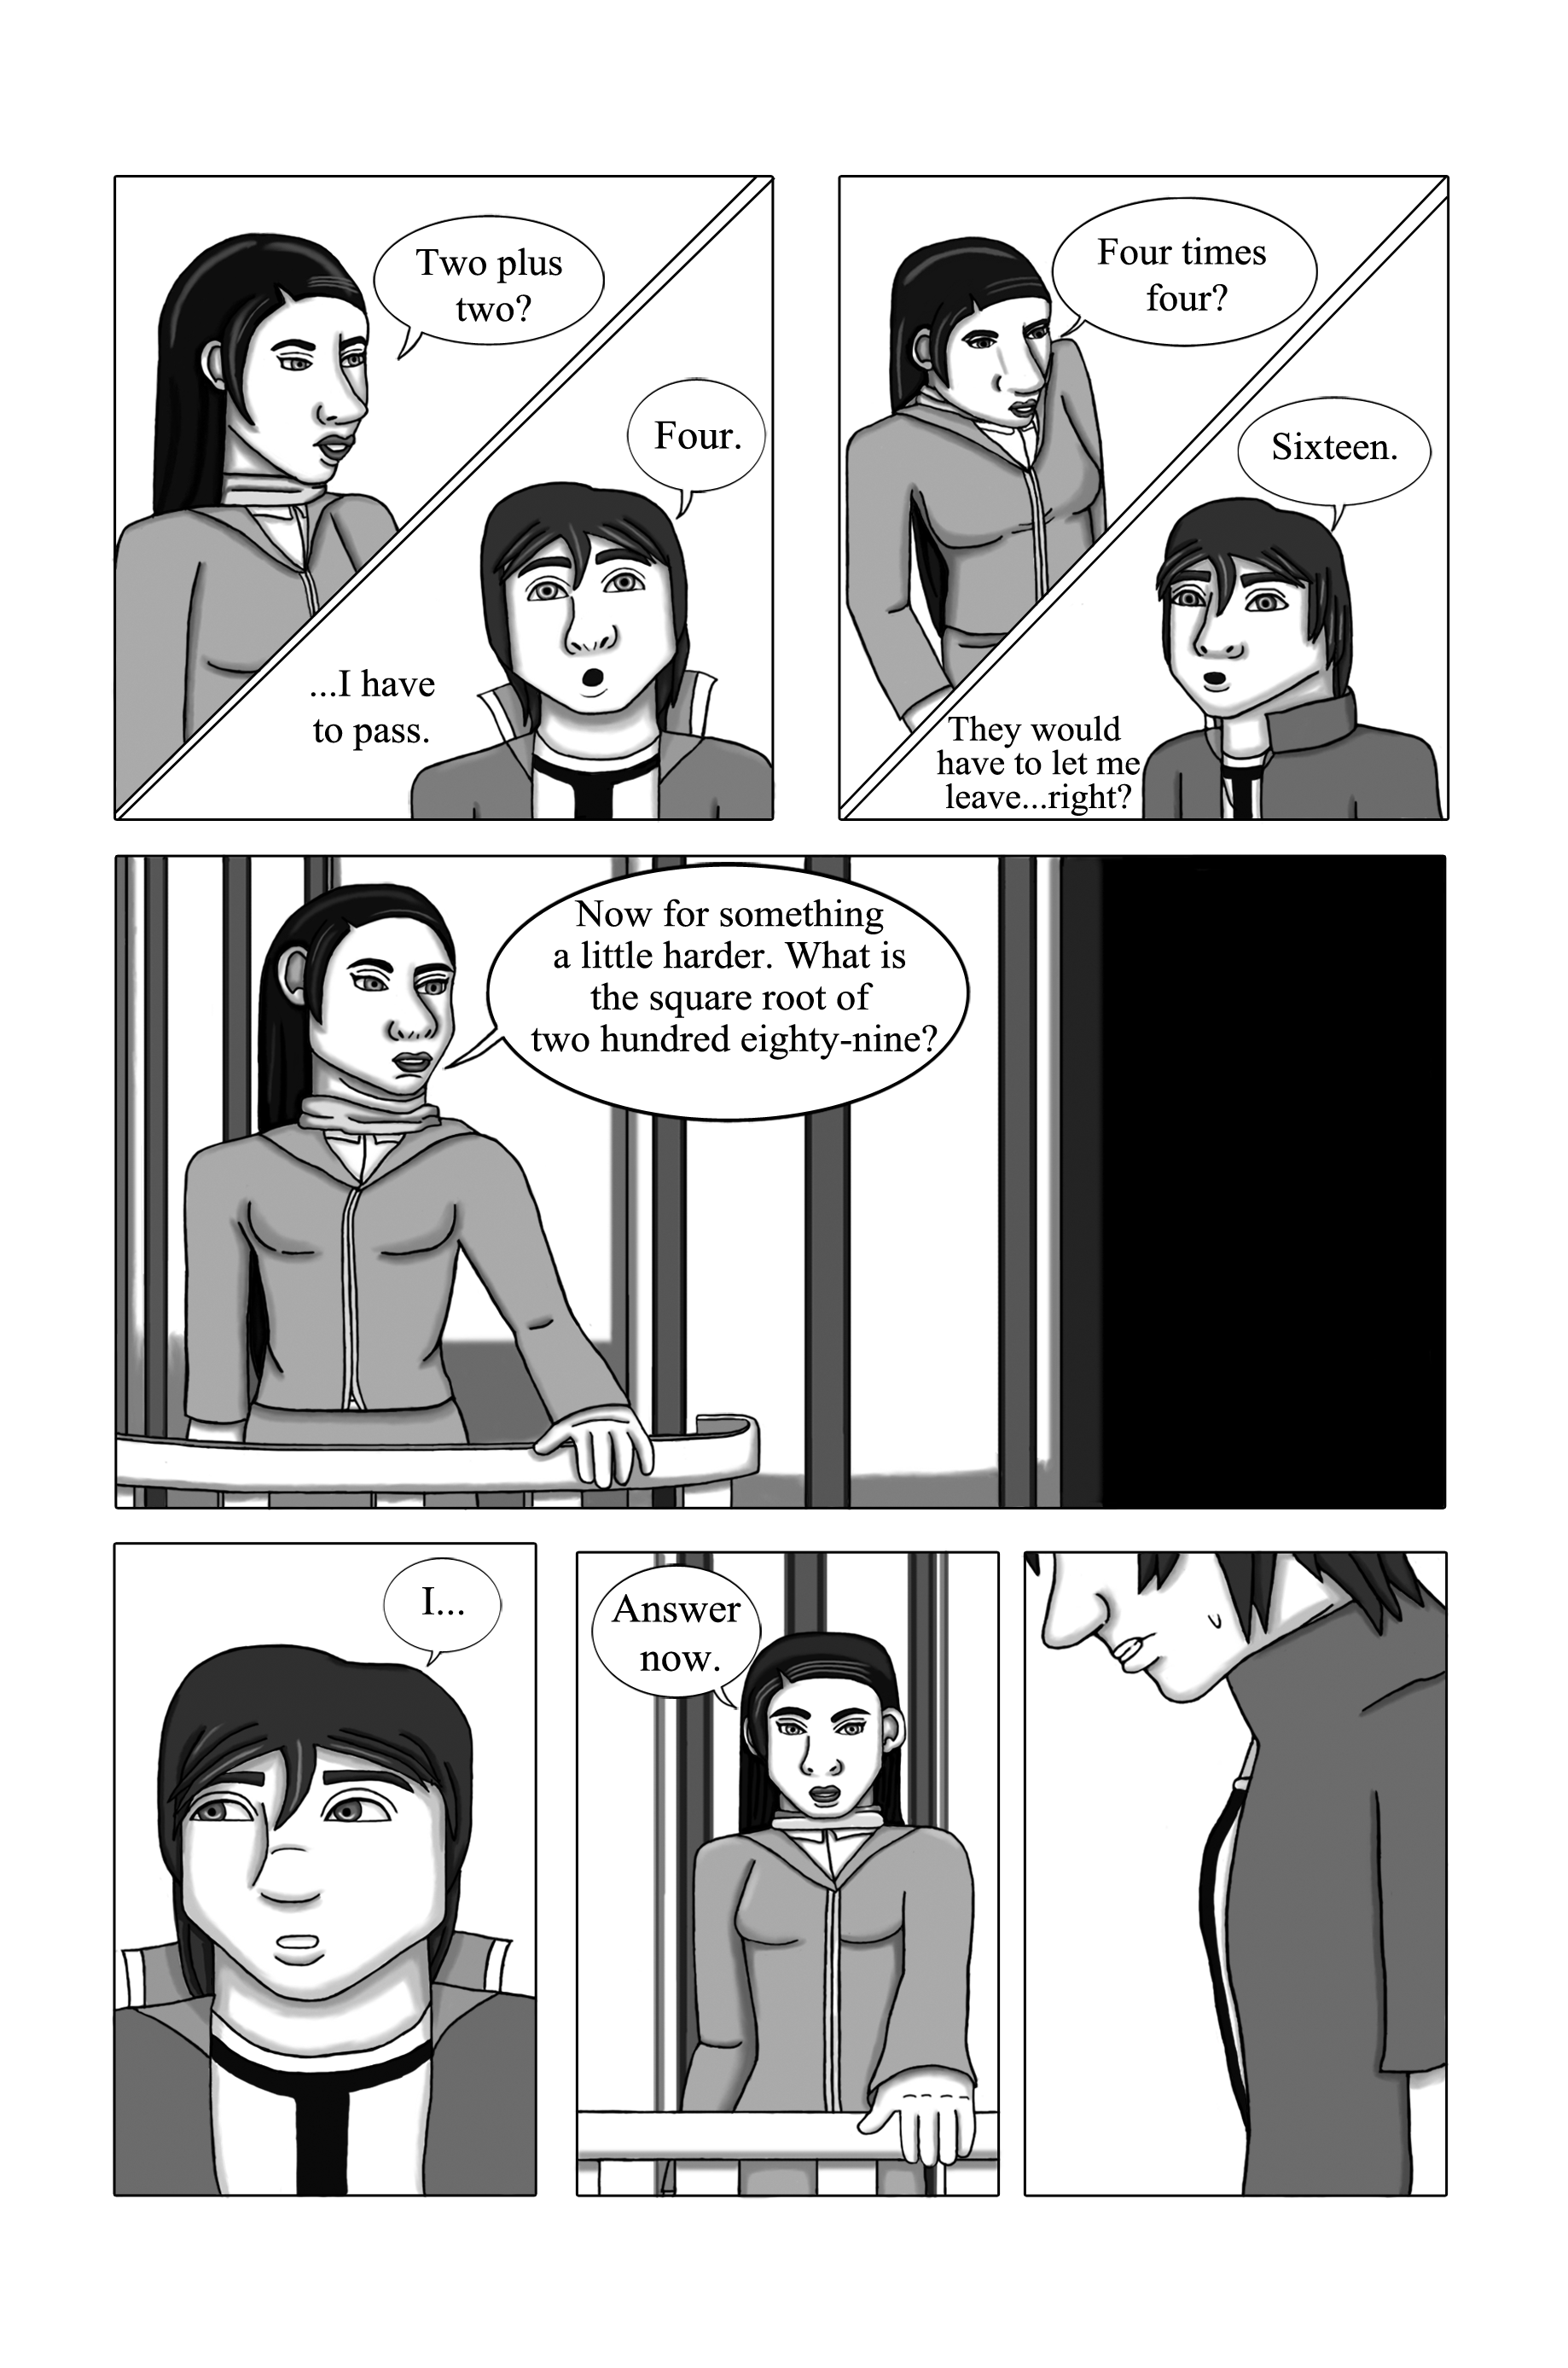 Two plus
two?
Four.
...I have
to pass.
Four times
four?
Sixteen.
They would
have to let me
leave...right?
Now for something
a little harder. What is
the square root of
two hundred eighty-nine?
I...
Answer
now.